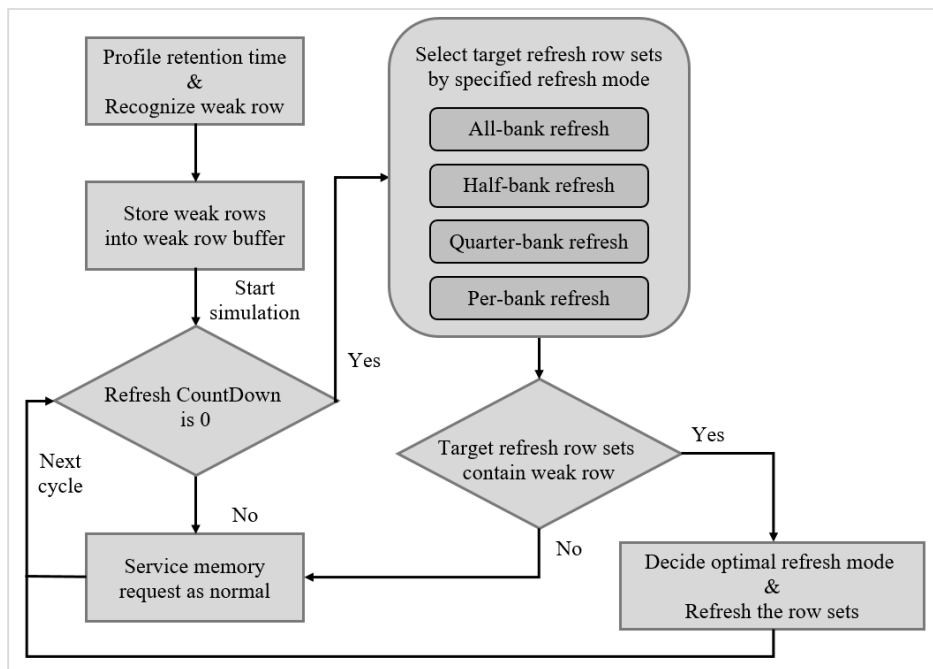 Profile retention time
&
Recognize weak row
Store weak rows
into weak row buffer
Start
simulation
Refresh CountDown
is 0
Yes
No
Next
cycle
Service memory
request as normal
Select target refresh row sets
by specified refresh mode
All-bank refresh
Half-bank refresh
Quarter-bank refresh
Per-bank refresh
Target refresh row sets
contain weak row
Yes
No
Decide optimal refresh mode
&
Refresh the row sets